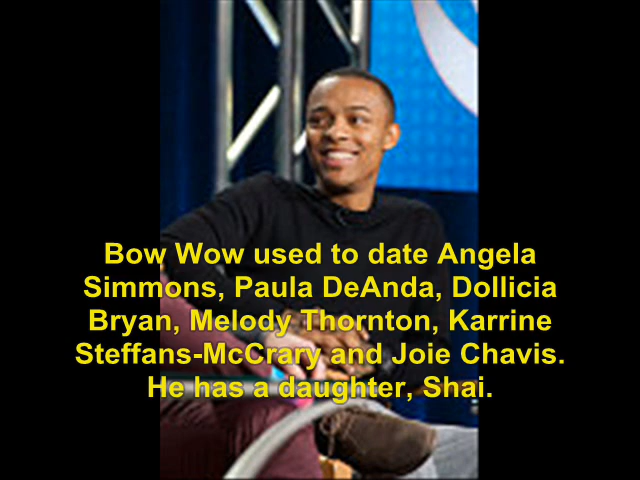 Bow Wow used to date Angela
Simmons, Paula DeAnda, Dollicia
Bryan, Melody Thornton, Karrine
Steffans-McCrary and Joie Chavis.
He has a daughter, Shai.